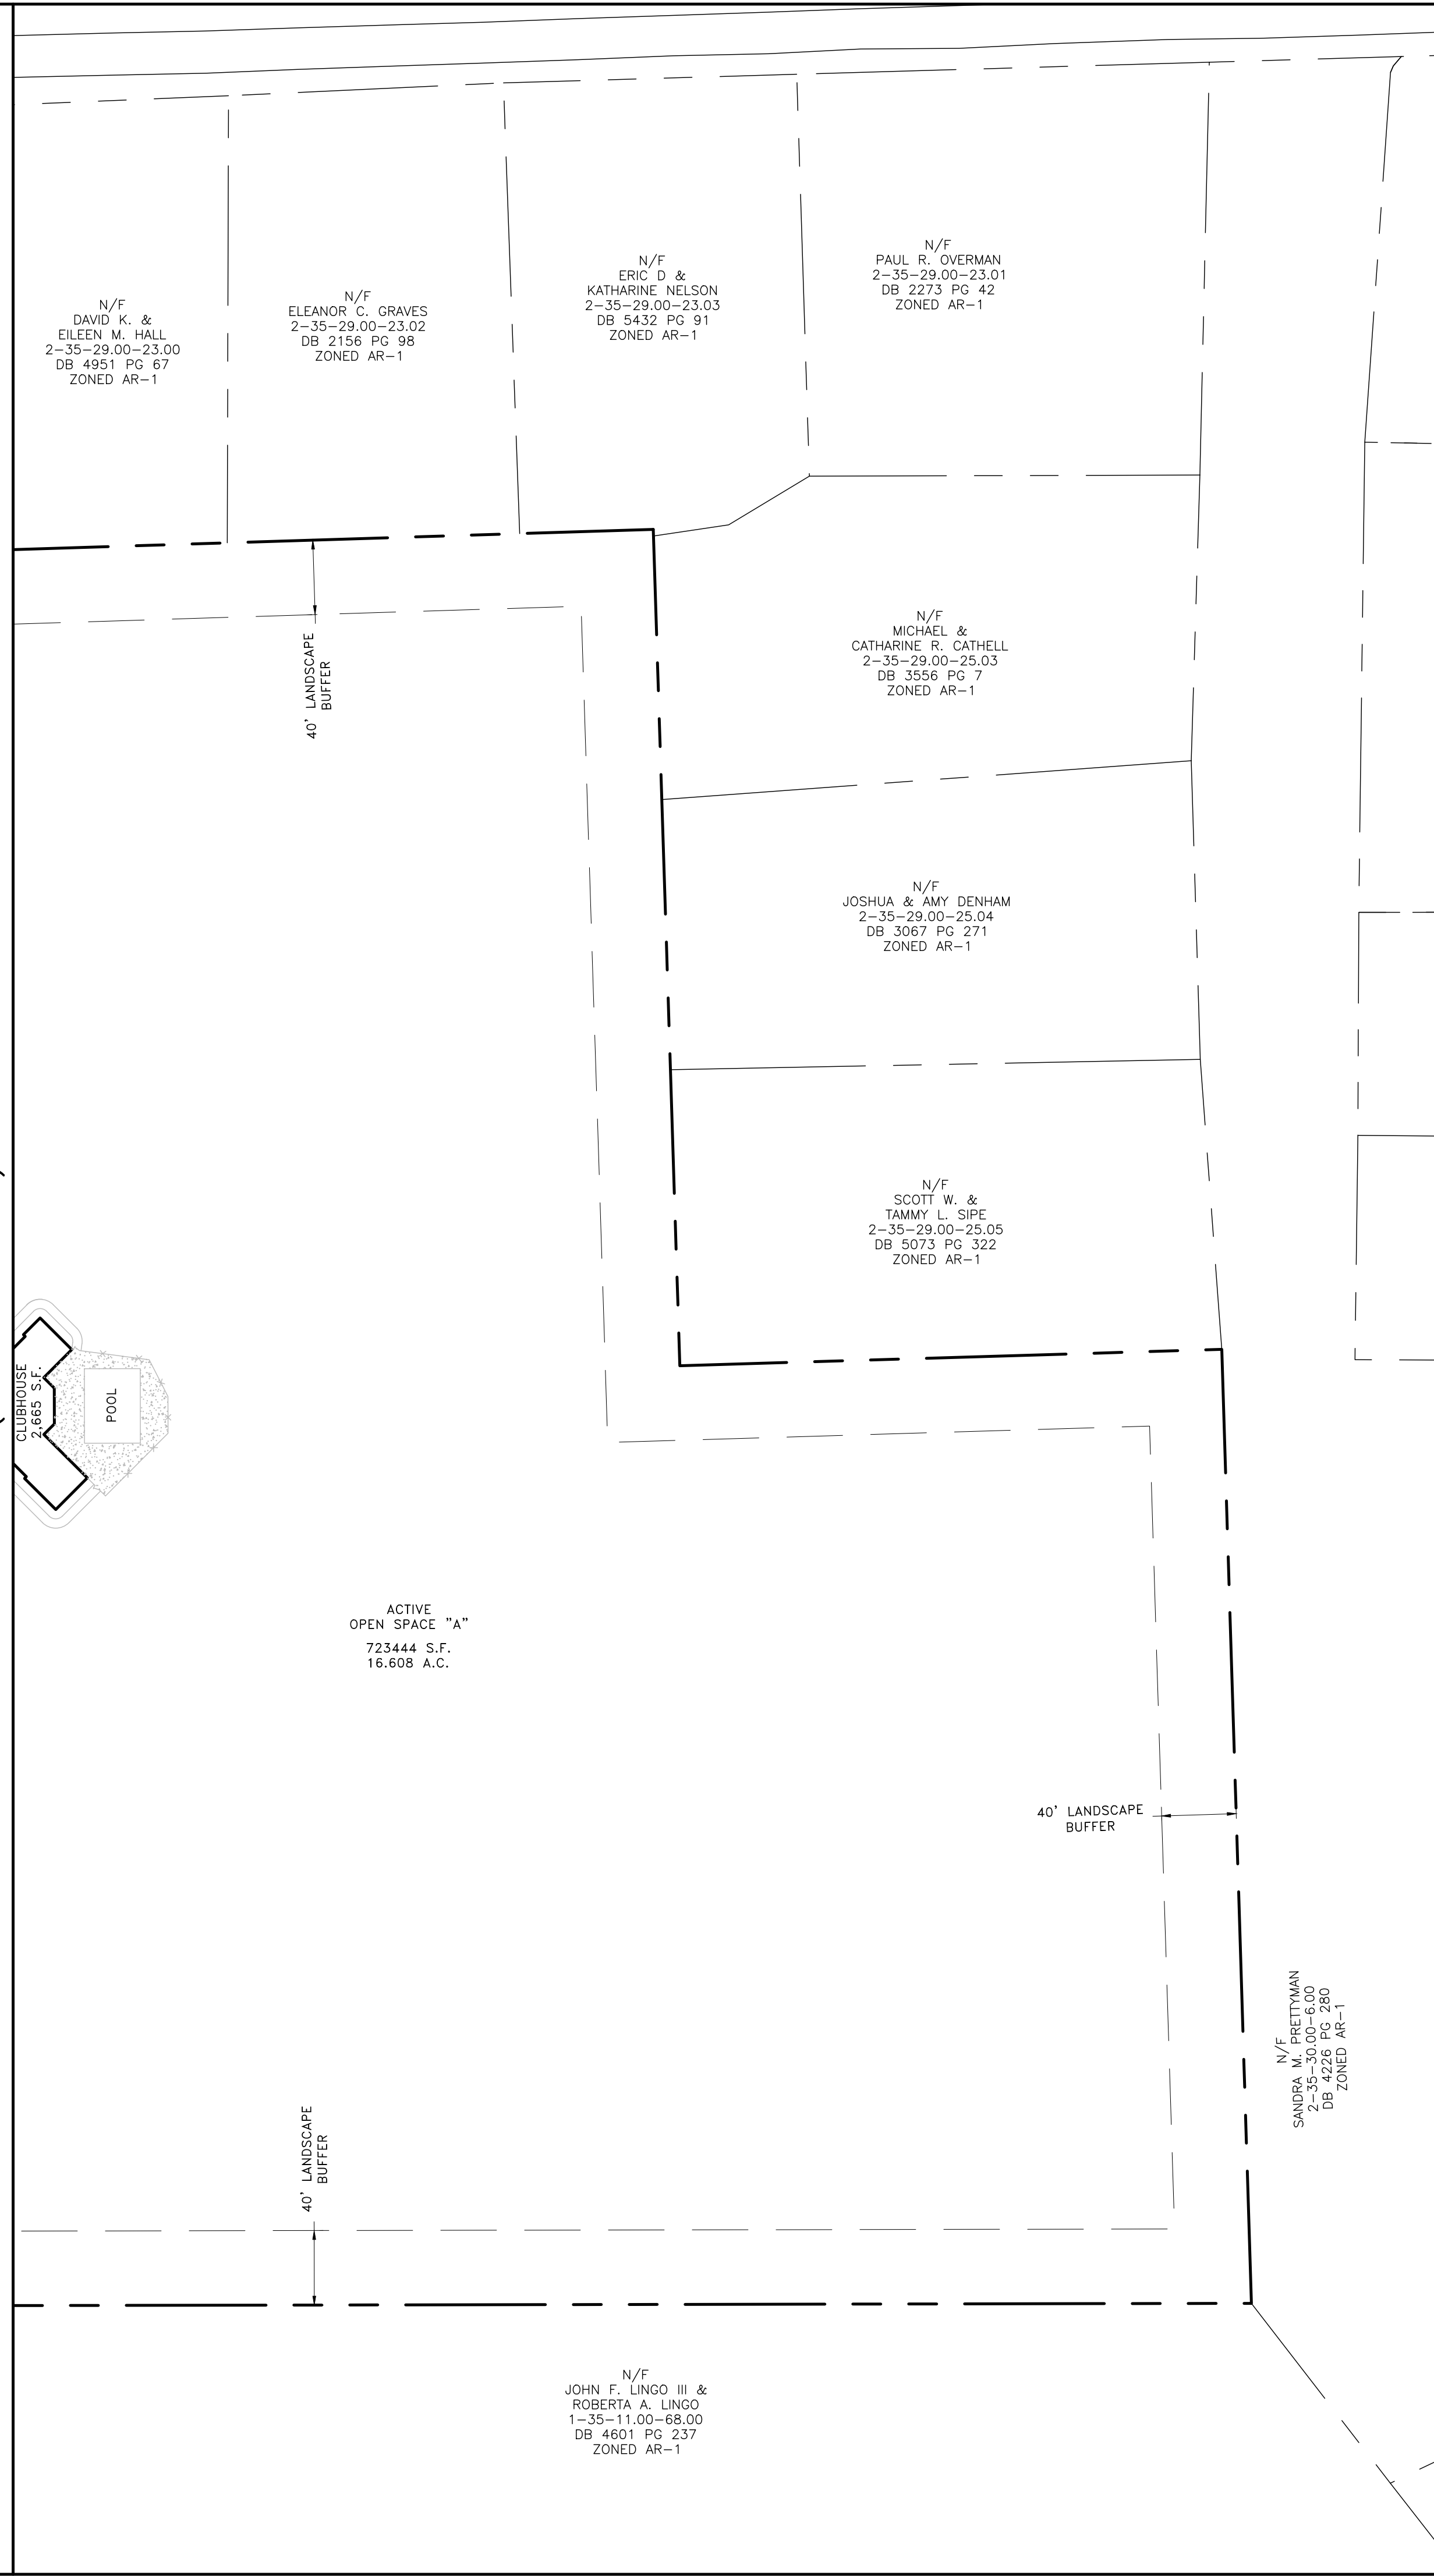 N/F
DAVID K. &
EILEEN M. HALL
2-35-29.00-23.00
DB 4951 PG 67
ZONED AR-1
N/F
ELEANOR C. GRAVES
2-35-29.00-23.02
DB 2156 PG 98
ZONED AR-1
N/F
ERIC D &
KATHARINE NELSON
2-35-29.00-23.03
DB 5432 PG 91
ZONED AR-1
N/F
PAUL R. OVERMAN
2-35-29.00-23.01
DB 2273 PG 42
ZONED AR-1
40' LANDSCAPE
BUFFER
N/F
MICHAEL &
CATHARINE R. CATHELL
2-35-29.00-25.03
DB 3556 PG 7
ZONED AR-1
N/F
JOSHUA & AMY DENHAM
2-35-29.00-25.04
DB 3067 PG 271
ZONED AR-1
N/F
SCOTT W. &
TAMMY L. SIPE
2-35-29.00-25.05
DB 5073 PG 322
ZONED AR-1
CLUBHOUSE
2,665 S.F.
POOL
ACTIVE
OPEN SPACE "A"
723444 S.F.
16.608 A.C.
40' LANDSCAPE
BUFFER
N/F
SANDRA M. PRETTYMAN
2-35-30.00-6.00
DB 4226 PG 280
ZONED AR-1
40' LANDSCAPE
BUFFER
N/F
JOHN F. LINGO III &
ROBERTA A. LINGO
1-35-11.00-68.00
DB 4601 PG 237
ZONED AR-1